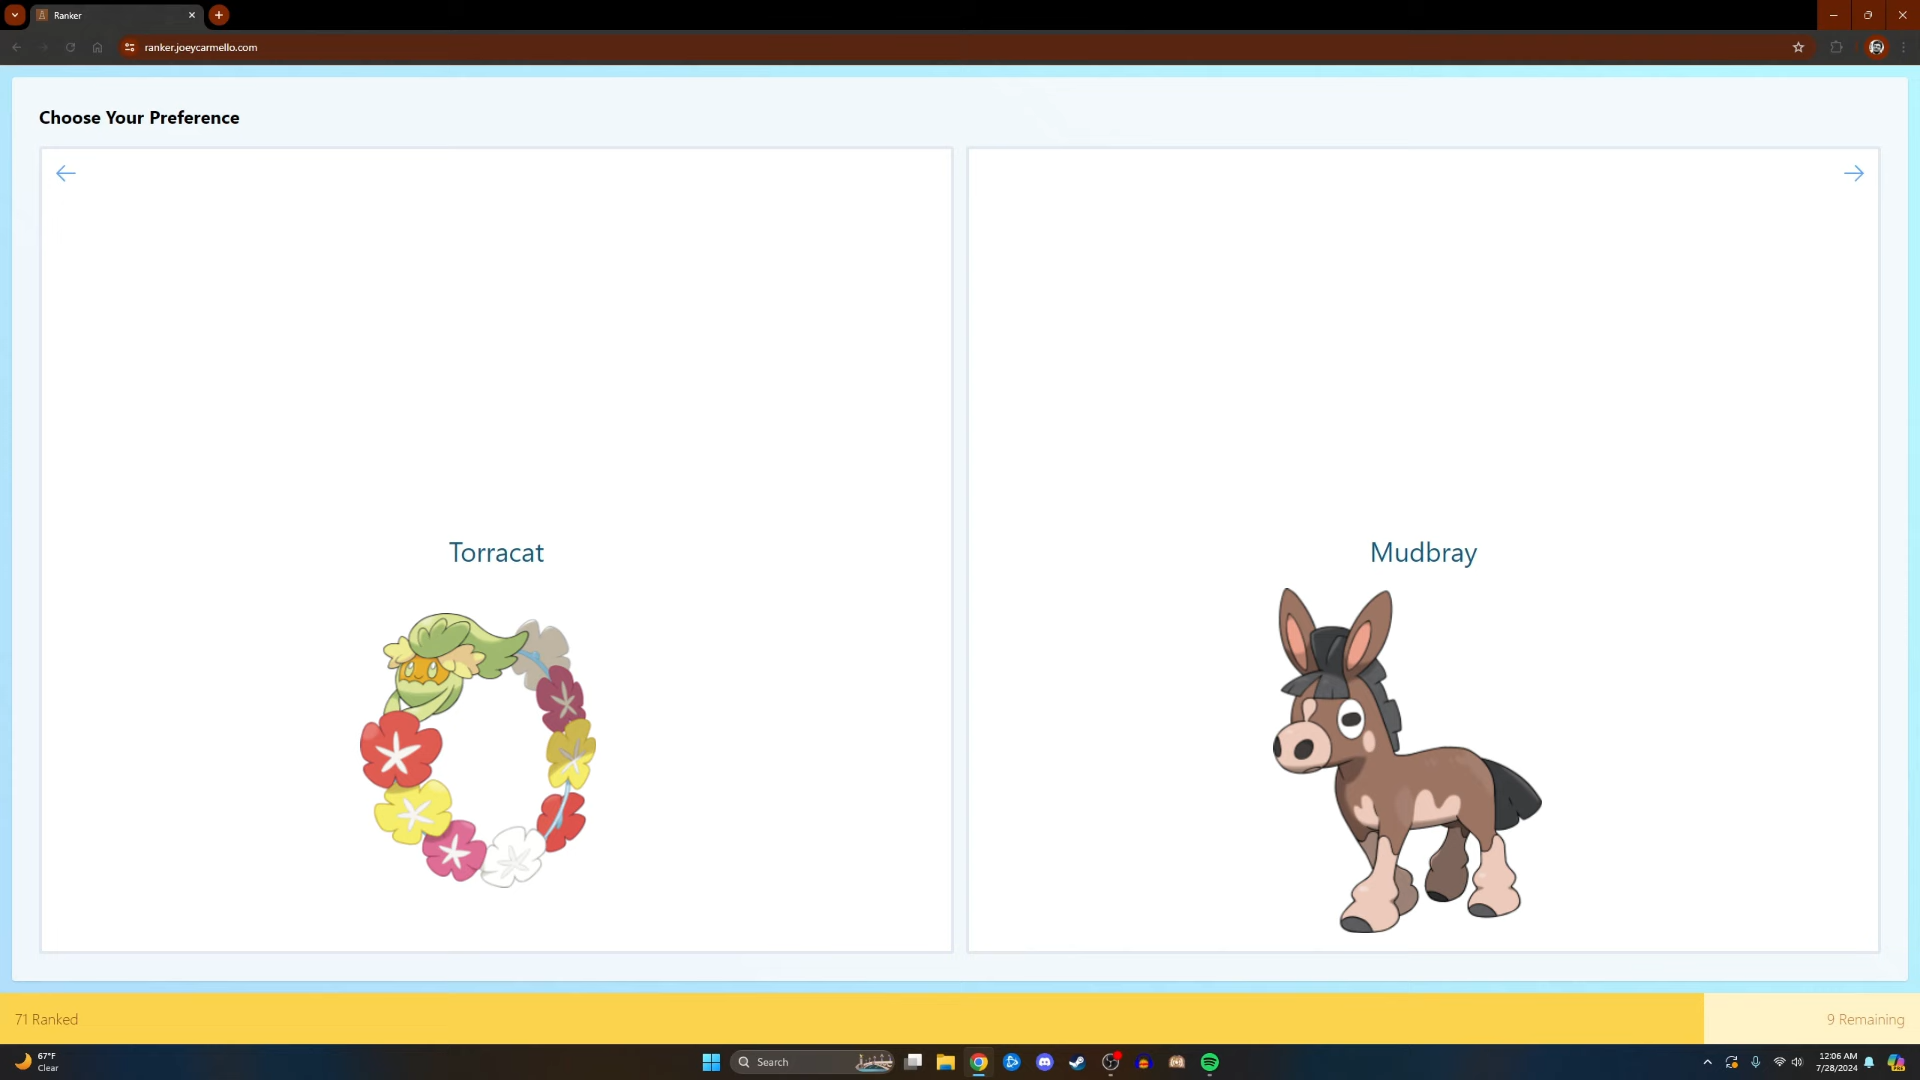 Ranker
ranker.joeycarmello.com
Choose Your Preference
Torracat
Mudbray
71 Ranked
9 Remaining
67°F
Clear
Search
12:06 AM
7/28/2024